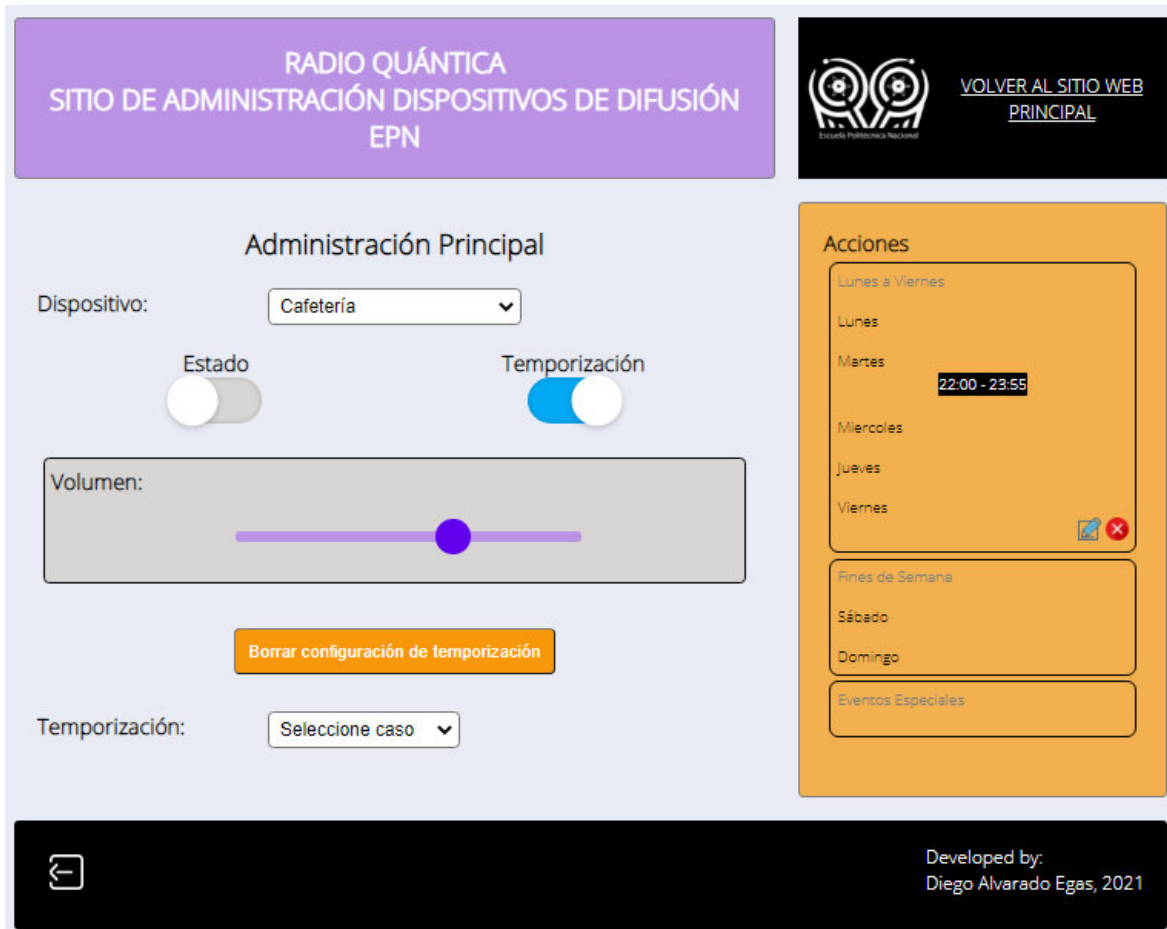 RADIO QUÁNTICA
SITIO DE ADMINISTRACIÓN DISPOSITIVOS DE DIFUSIÓN
EPN
Escuela Politécnica Nacional
VOLVER AL SITIO WEB
PRINCIPAL
Administración Principal
Dispositivo:
Cafetería
Estado
Temporización
Volumen:
Borrar configuración de temporización
Temporización:
Seleccione caso
Acciones
Lunes a Viernes
Lunes
Martes
22:00 - 23:55
Miercoles
Jueves
Viernes
Fines de Semana
Sábado
Domingo
Eventos Especiales
Developed by:
Diego Alvarado Egas, 2021